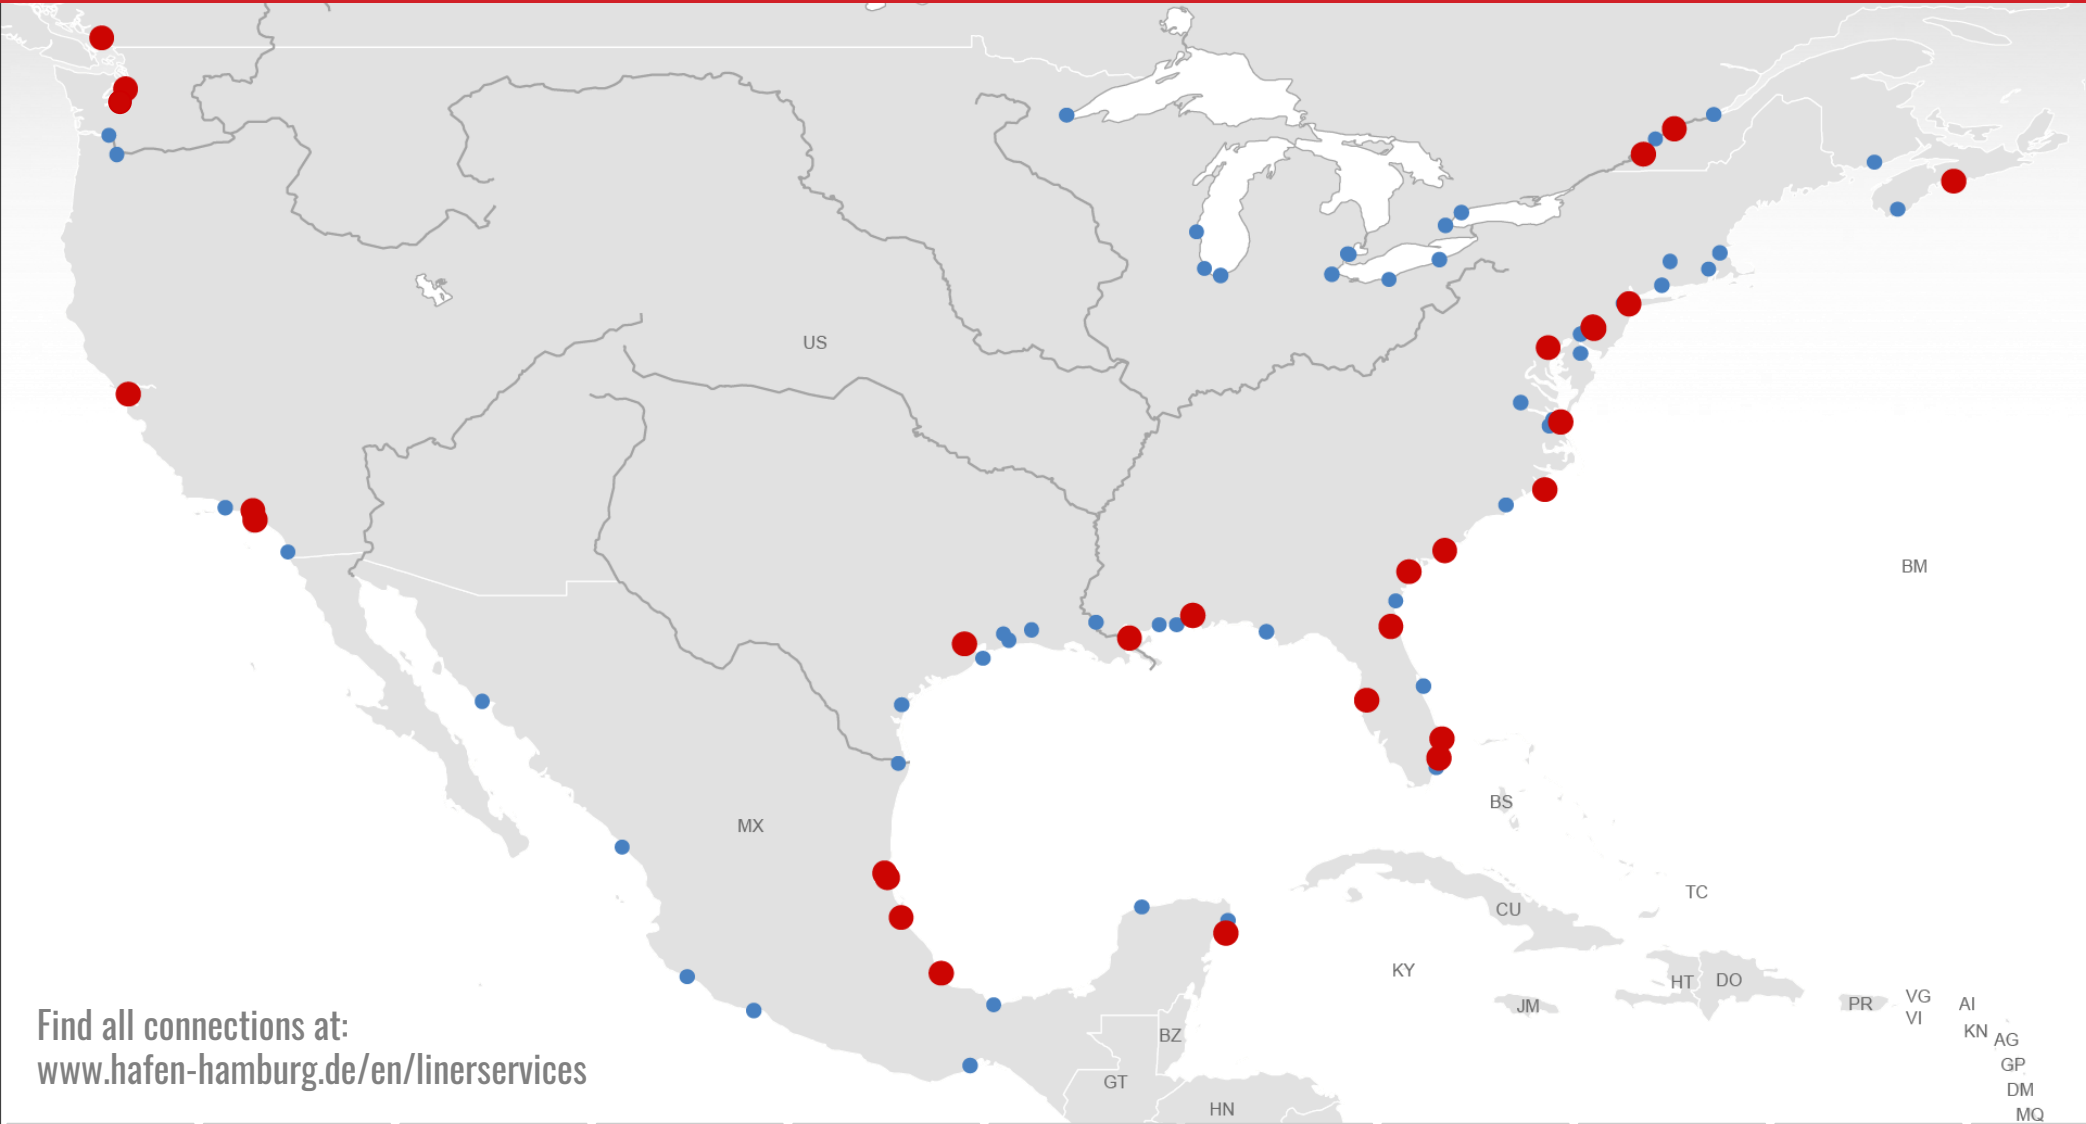 US
BM
MX
BS
TC
CU
KY
HT
DO
JM
PR
VG
VI
AI
KN
AG
GP
DM
MQ
BZ
GT
HN
Find all connections at:
www.hafen-hamburg.de/en/linerservices